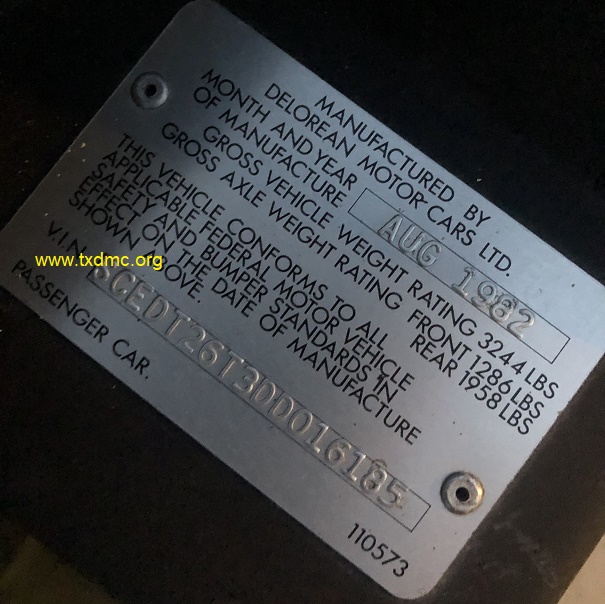 MANUFACTURED BY
DELOREAN MOTOR CARS LTD.
MONTH AND YEAR
OF MANUFACTURE AUG 1982
GROSS VEHICLE WEIGHT RATING 3244 LBS
GROSS AXLE WEIGHT RATING FRONT 1286 LBS
REAR 1958 LBS
THIS VEHICLE CONFORMS TO ALL
APPLICABLE FEDERAL MOTOR VEHICLE
SAFETY AND BUMPER STANDARDS IN
EFFECT ON THE DATE OF MANUFACTURE
SHOWN ABOVE.
V.I.N. SCEDT26T3DD016185
PASSENGER CAR.
110573
www.txdmc.org